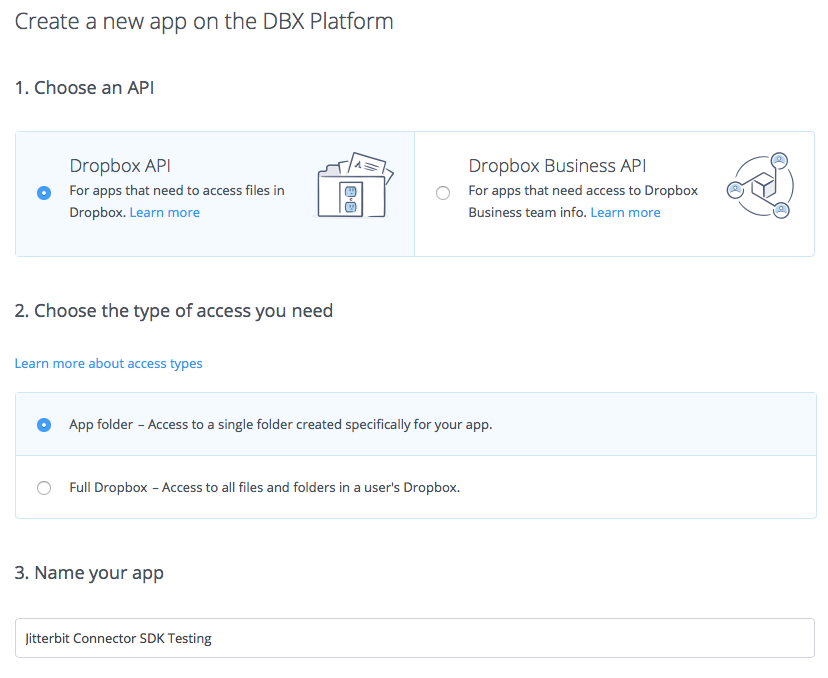 Create a new app on the DBX Platform
1. Choose an API
Dropbox API
For apps that need to access files in
Dropbox. Learn more
Dropbox Business API
For apps that need access to Dropbox
Business team info. Learn more
2. Choose the type of access you need
Learn more about access types
App folder – Access to a single folder created specifically for your app.
Full Dropbox – Access to all files and folders in a user's Dropbox.
3. Name your app
Jitterbit Connector SDK Testing